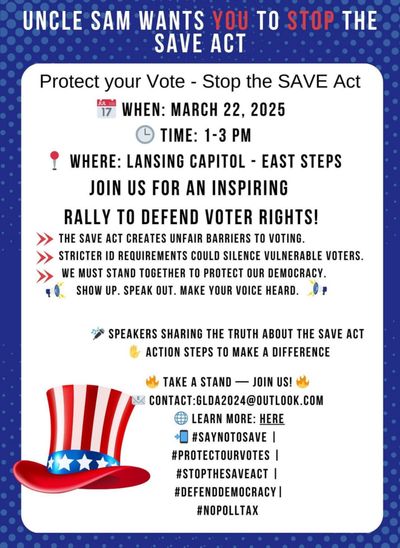 UNCLE SAM WANTS YOU TO STOP THE
SAVE ACT
Protect your Vote - Stop the SAVE Act
JUL
17
WHEN: MARCH 22, 2025
TIME: 1-3 PM
WHERE: LANSING CAPITOL - EAST STEPS
JOIN US FOR AN INSPIRING
RALLY TO DEFEND VOTER RIGHTS!
THE SAVE ACT CREATES UNFAIR BARRIERS TO VOTING.
STRICTER ID REQUIREMENTS COULD SILENCE VULNERABLE VOTERS.
WE MUST STAND TOGETHER TO PROTECT OUR DEMOCRACY.
SHOW UP. SPEAK OUT. MAKE YOUR VOICE HEARD.
SPEAKERS SHARING THE TRUTH ABOUT THE SAVE ACT
ACTION STEPS TO MAKE A DIFFERENCE
TAKE A STAND — JOIN US!
CONTACT:GLDA2024@OUTLOOK.COM
LEARN MORE: HERE
#SAYNOTOSAVE |
#PROTECTOURVOTES |
#STOPTHESAVEACT |
#DEFENDDEMOCRACY|
#NOPOLLTAX